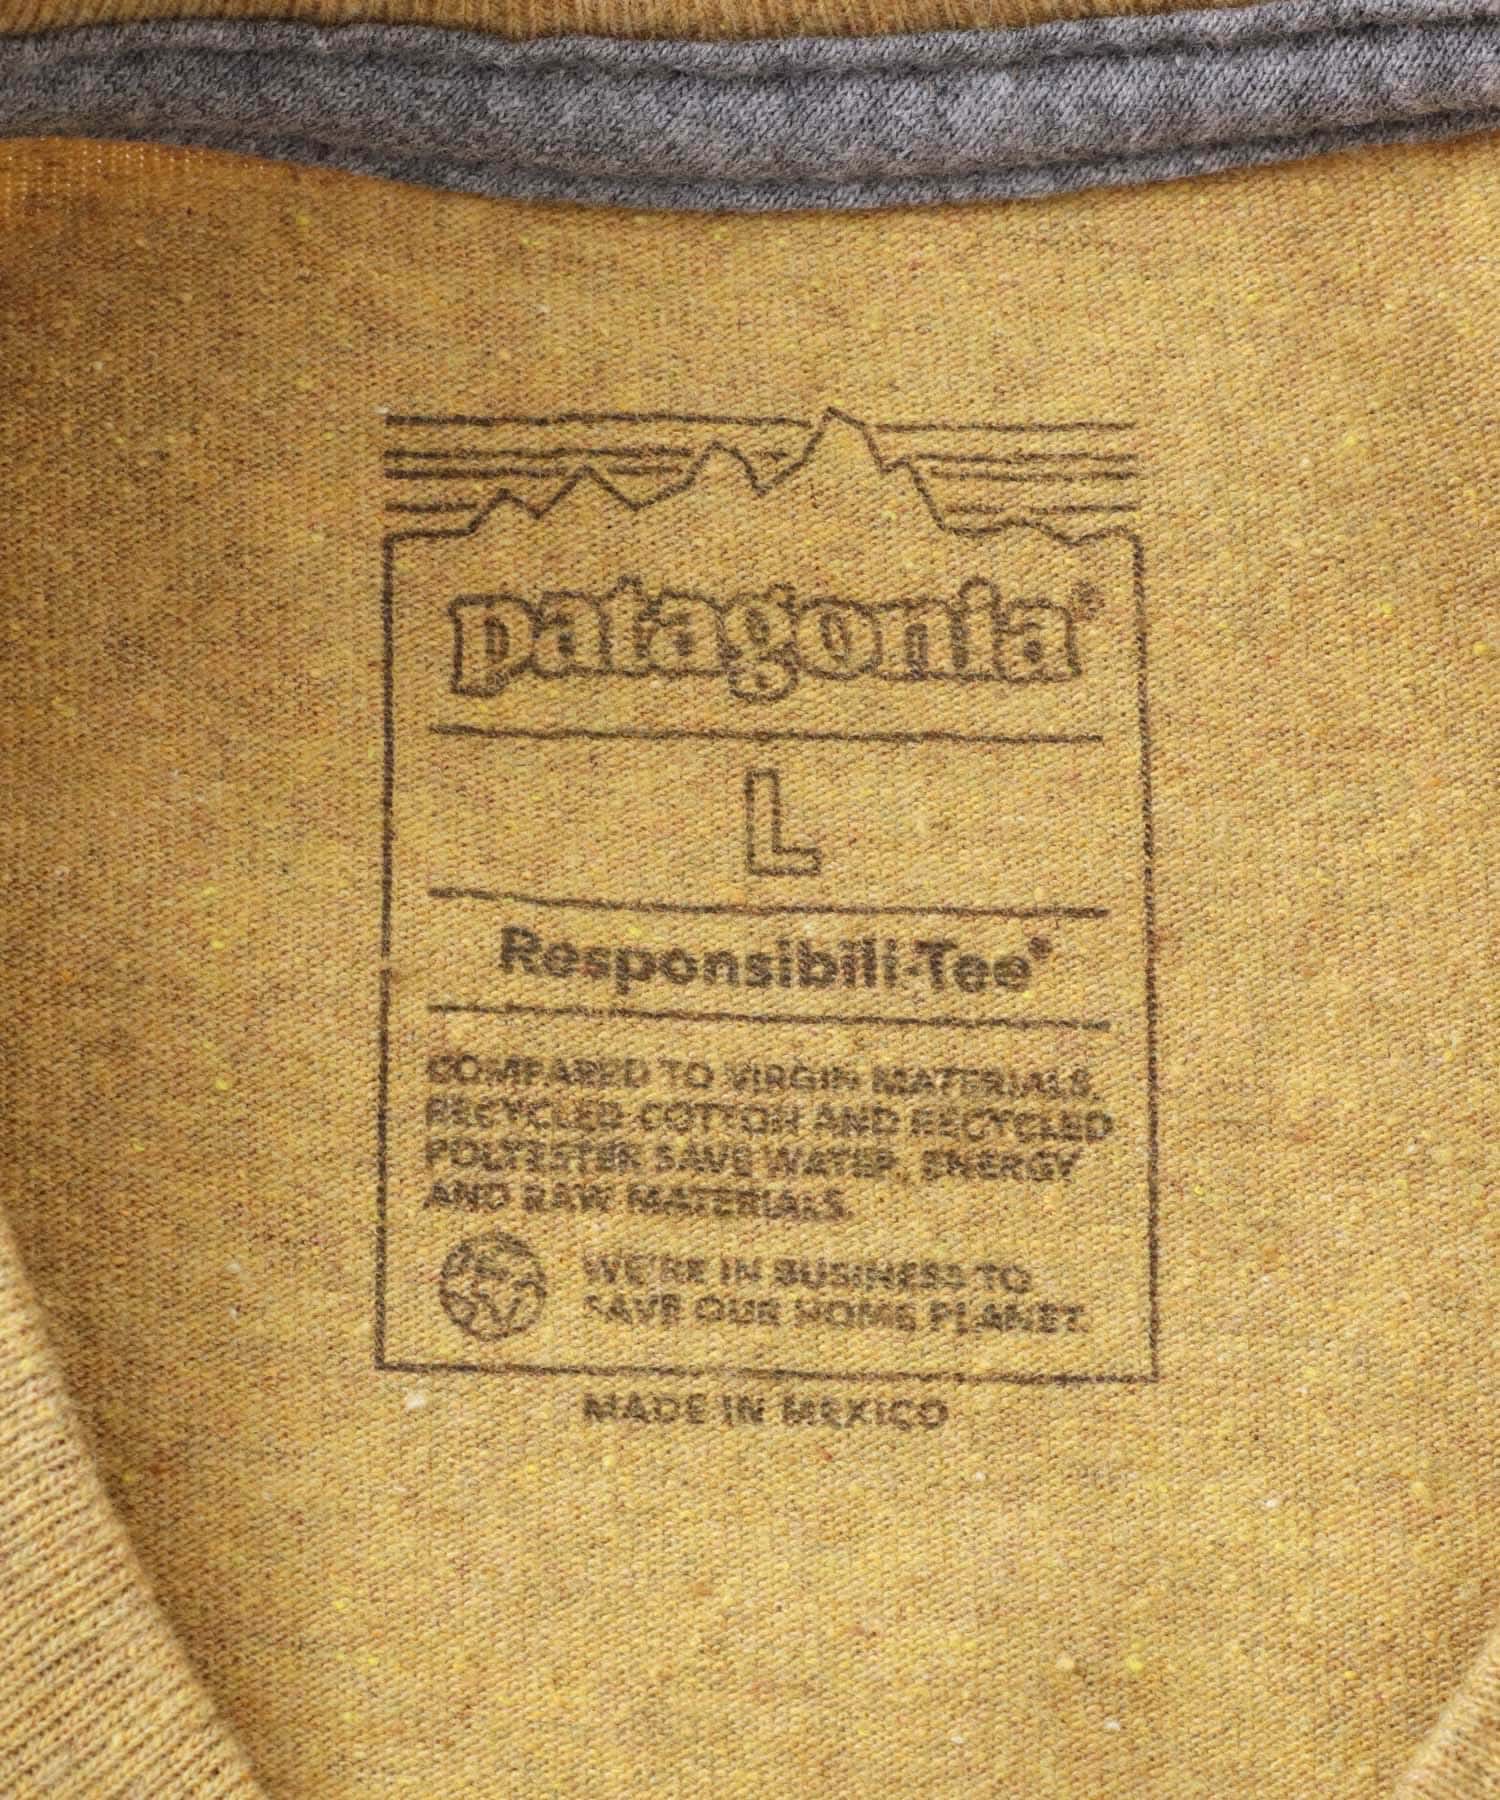 patagonia®
L
Responsibili-Tee®
COMPARED TO VIRGIN MATERIALS,
RECYCLED COTTON AND RECYCLED
POLYESTER SAVE WATER, ENERGY
AND RAW MATERIALS.
WE'RE IN BUSINESS TO
SAVE OUR HOME PLANET.
MADE IN MEXICO